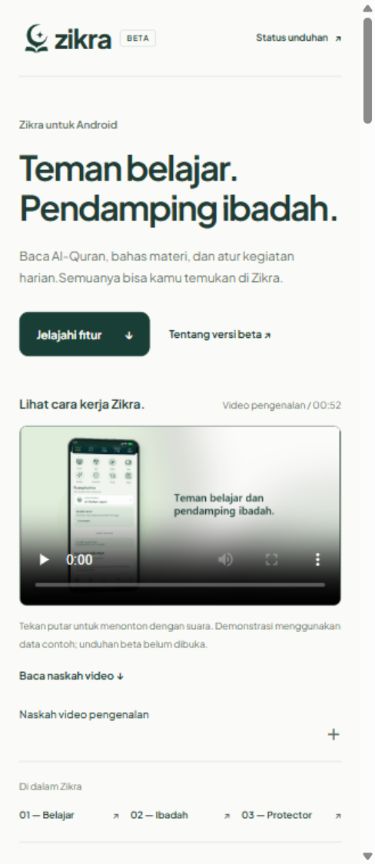 zikra BETA
Status unduhan ↗
Zikra untuk Android
Teman belajar.
Pendamping ibadah.
Baca Al-Quran, bahas materi, dan atur kegiatan
harian.Semuanya bisa kamu temukan di Zikra.
Jelajahi fitur ↓
Tentang versi beta ↗
Lihat cara kerja Zikra.
Video pengenalan / 00:52
Teman belajar dan
pendamping ibadah.
0:00
Tekan putar untuk menonton dengan suara. Demonstrasi menggunakan
data contoh; unduhan beta belum dibuka.
Baca naskah video ↓
Naskah video pengenalan
+
Di dalam Zikra
01 — Belajar ↗ 02 — Ibadah ↗ 03 — Protector ↗